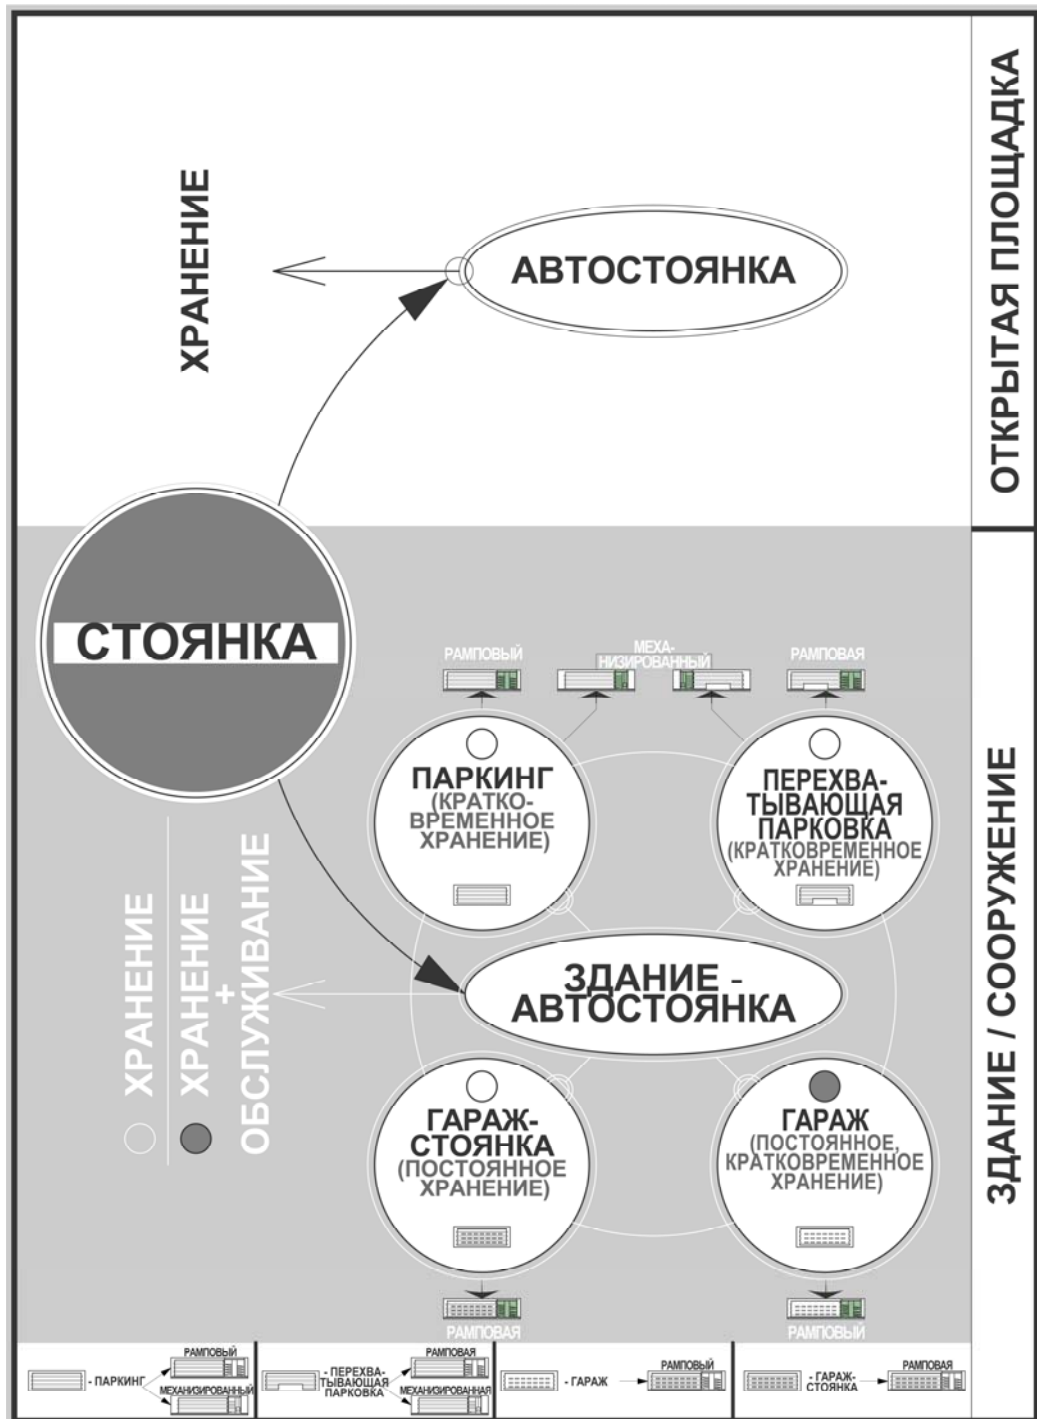 ОТКРЫТАЯ ПЛОЩАДКА
ХРАНЕНИЕ
АВТОСТОЯНКА
СТОЯНКА
ЗДАНИЕ / СООРУЖЕНИЕ
РАМПОВЫЙ
МЕХА-
НИЗИРОВАННЫЙ
РАМПОВАЯ
ПАРКИНГ
(КРАТКО-
ВРЕМЕННОЕ
ХРАНЕНИЕ)
ПЕРЕХВА-
ТЫВАЮЩАЯ
ПАРКОВКА
(КРАТКОВРЕМЕННОЕ
ХРАНЕНИЕ)
ХРАНЕНИЕ
ХРАНЕНИЕ
+
ОБСЛУЖИВАНИЕ
ЗДАНИЕ -
АВТОСТОЯНКА
ГАРАЖ-
СТОЯНКА
(ПОСТОЯННОЕ
ХРАНЕНИЕ)
ГАРАЖ
(ПОСТОЯННОЕ,
КРАТКОВРЕМЕННОЕ
ХРАНЕНИЕ)
РАМПОВАЯ
РАМПОВЫЙ
- ПАРКИНГ
РАМПОВЫЙ
МЕХАНИЗИРОВАННЫЙ
- ПЕРЕХВА-
ТЫВАЮЩАЯ
ПАРКОВКА
РАМПОВАЯ
МЕХАНИЗИРОВАННАЯ
- ГАРАЖ
РАМПОВЫЙ
- ГАРАЖ-
СТОЯНКА
РАМПОВАЯ